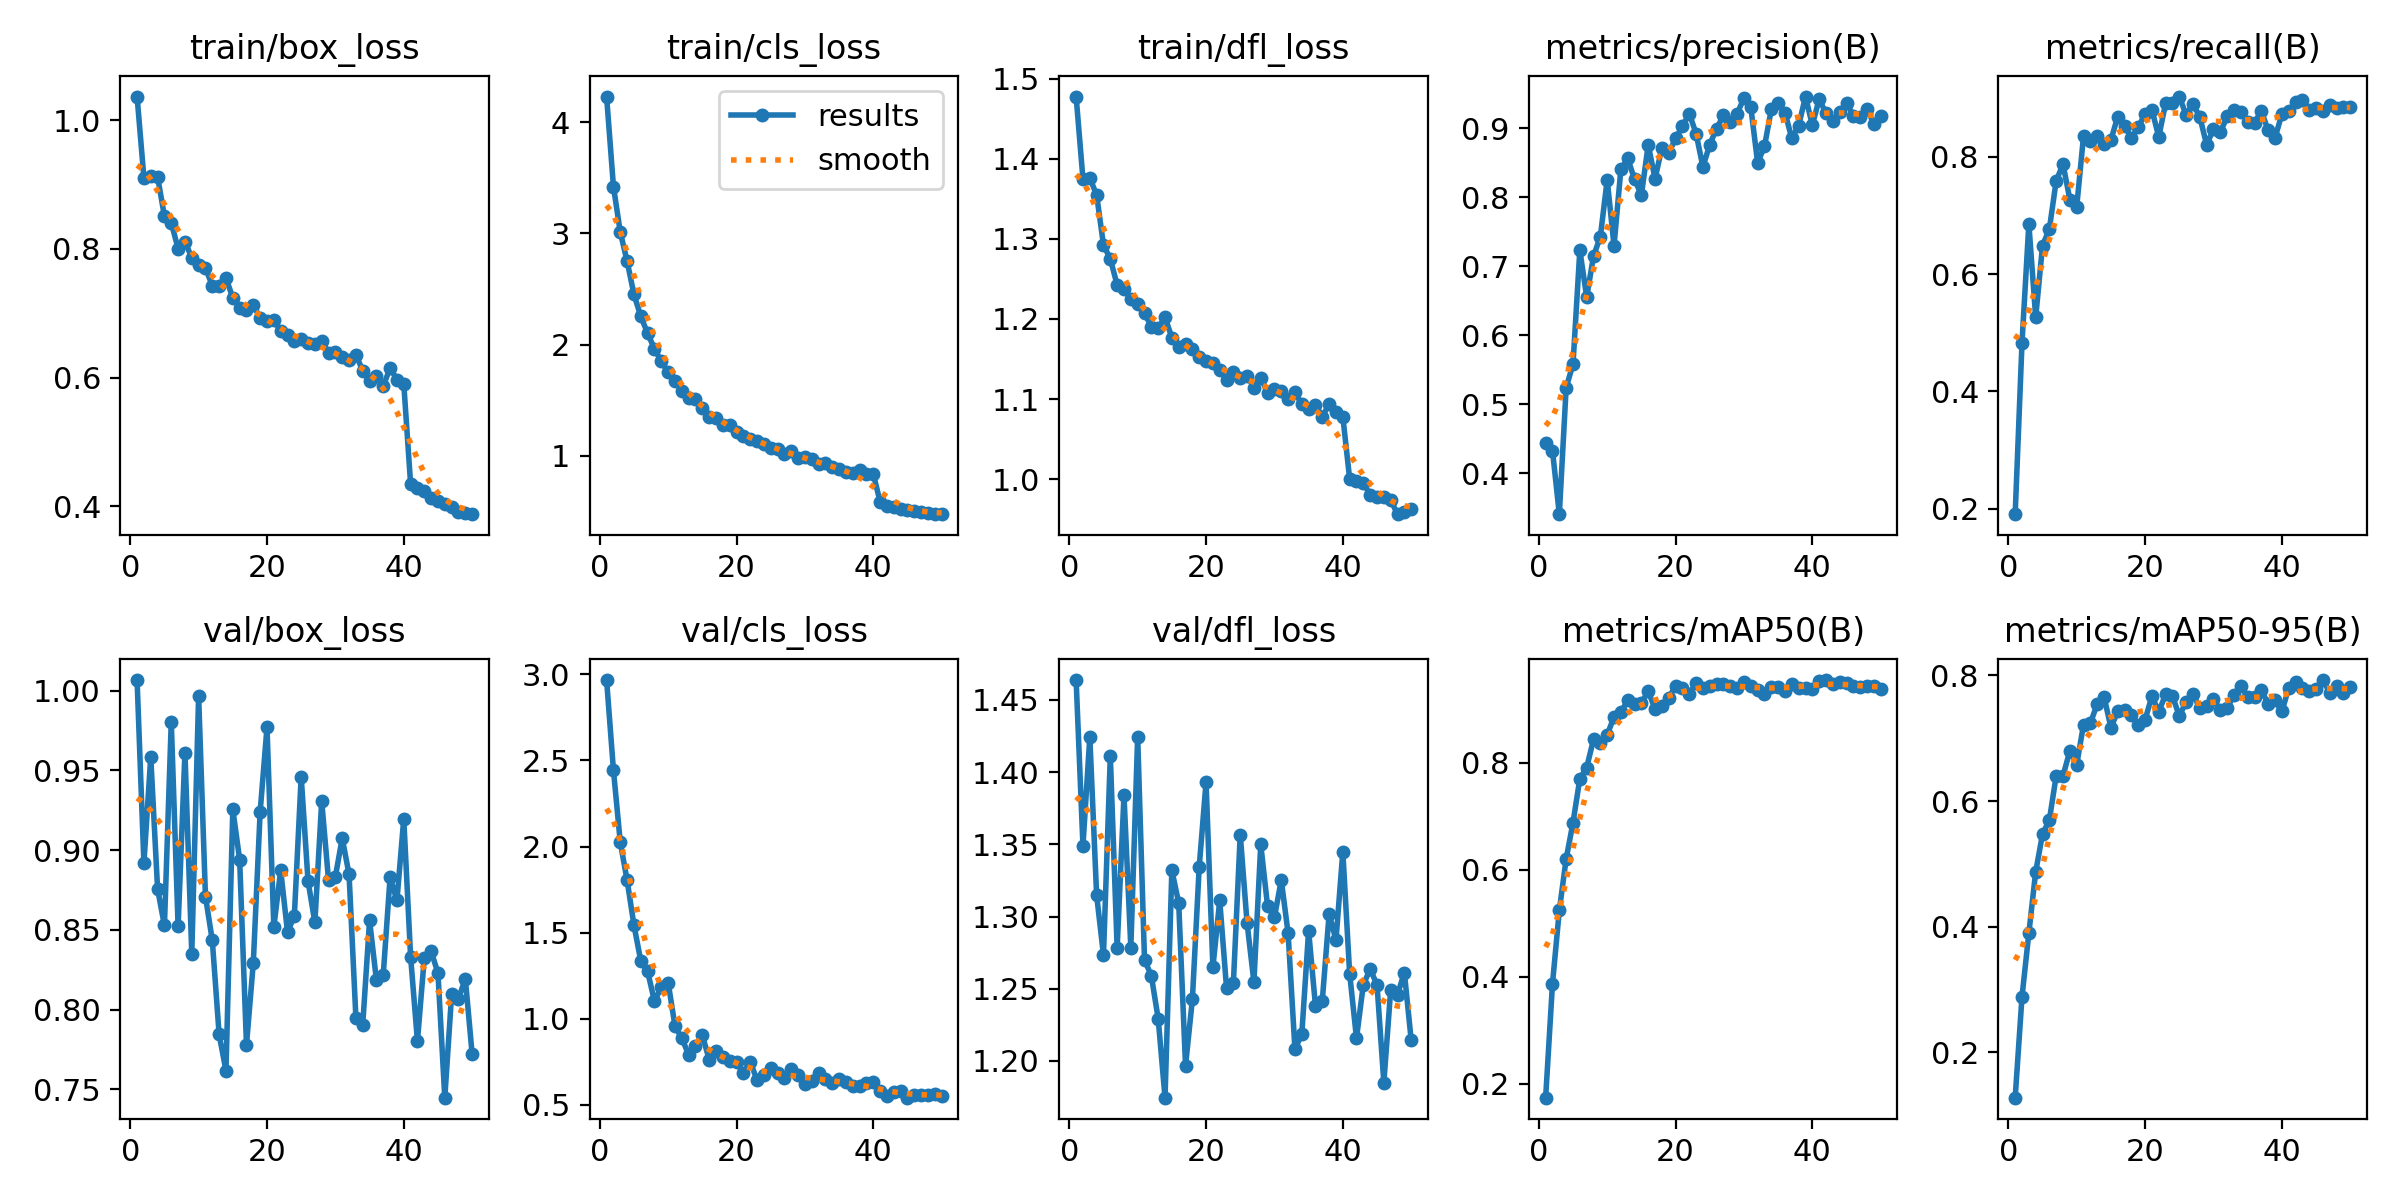 train/box_loss
1.0
0.8
0.6
0.4
0 20 40
train/cls_loss
results
smooth
4
3
2
1
0 20 40
train/dfl_loss
1.5
1.4
1.3
1.2
1.1
1.0
0 20 40
metrics/precision(B)
0.9
0.8
0.7
0.6
0.5
0.4
0 20 40
metrics/recall(B)
0.8
0.6
0.4
0.2
0 20 40
val/box_loss
1.00
0.95
0.90
0.85
0.80
0.75
0 20 40
val/cls_loss
3.0
2.5
2.0
1.5
1.0
0.5
0 20 40
val/dfl_loss
1.45
1.40
1.35
1.30
1.25
1.20
0 20 40
metrics/mAP50(B)
0.8
0.6
0.4
0.2
0 20 40
metrics/mAP50-95(B)
0.8
0.6
0.4
0.2
0 20 40